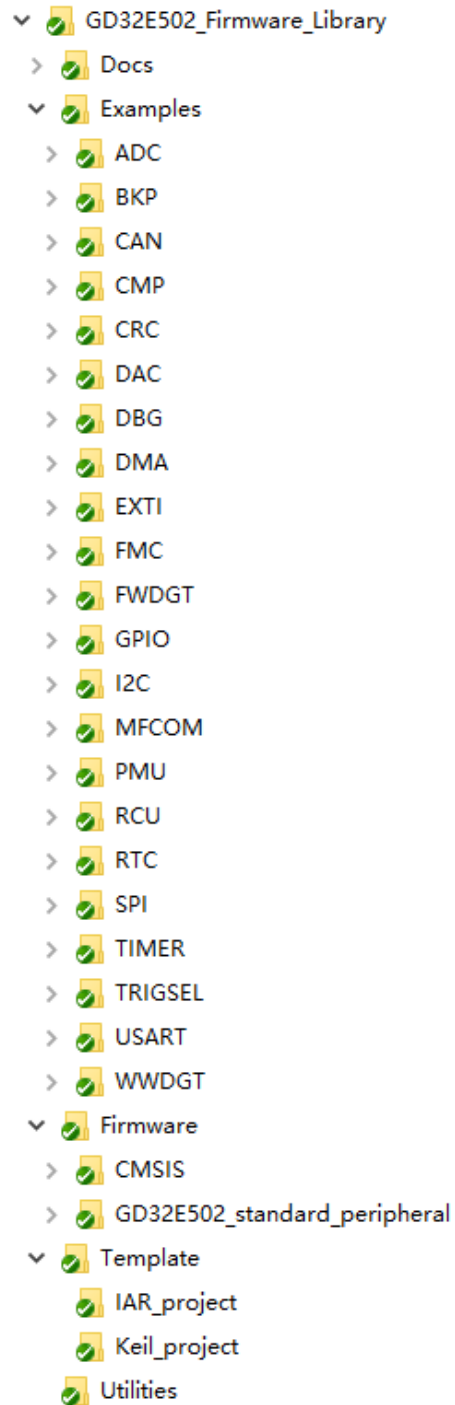 GD32E502_Firmware_Library
Docs
Examples
ADC
BKP
CAN
CMP
CRC
DAC
DBG
DMA
EXTI
FMC
FWDGT
GPIO
I2C
MFCOM
PMU
RCU
RTC
SPI
TIMER
TRIGSEL
USART
WWDGT
Firmware
CMSIS
GD32E502_standard_peripheral
Template
IAR_project
Keil_project
Utilities